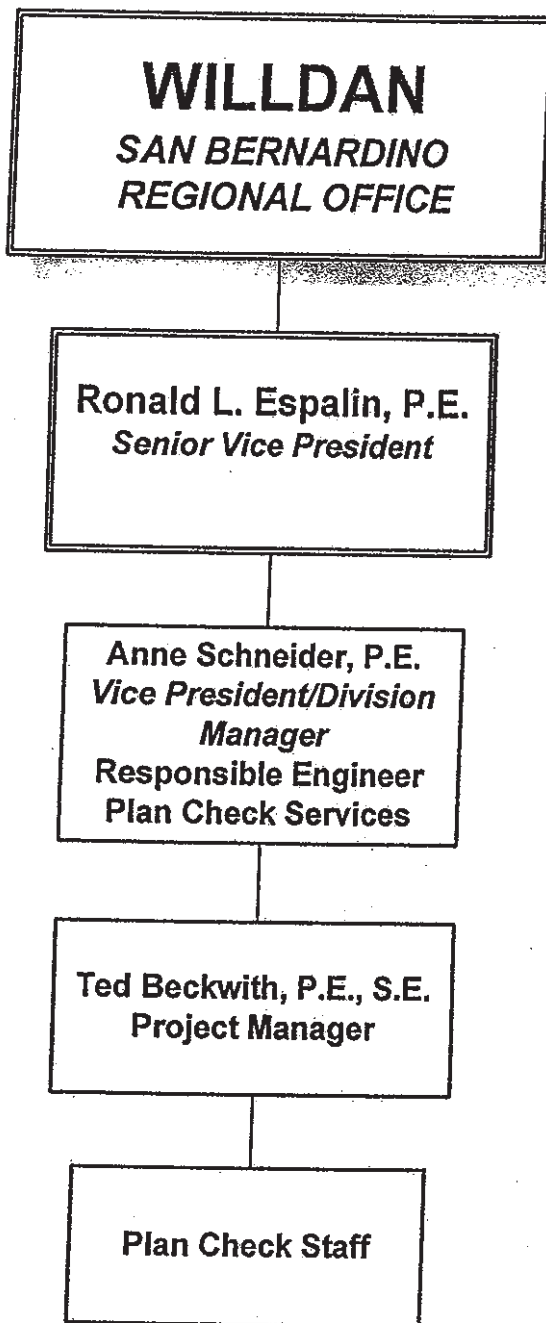 WILLDAN
SAN BERNARDINO
REGIONAL OFFICE
Ronald L. Espalin, P.E.
Senior Vice President
Anne Schneider, P.E.
Vice President/Division
Manager
Responsible Engineer
Plan Check Services
Ted Beckwith, P.E., S.E.
Project Manager
Plan Check Staff